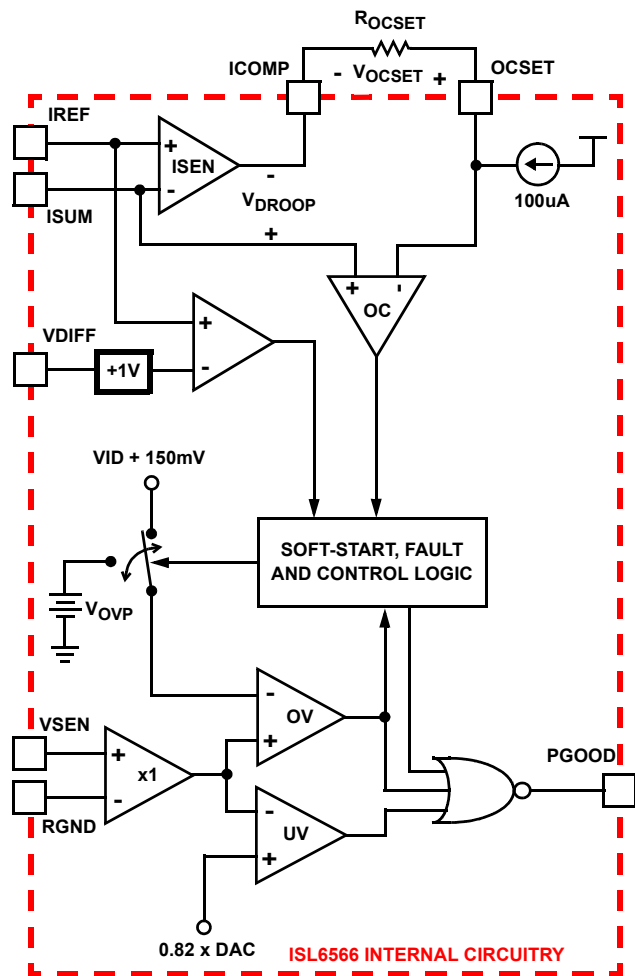 ROCSET
ICOMP
- VOCSET +
OCSET
IREF
+
ISEN
-
-
ISUM
VDROOP
+
100uA
+ -
OC
+
VDIFF
+1V
-
VID + 150mV
SOFT-START, FAULT
AND CONTROL LOGIC
VOVP
-
OV
+
VSEN
+
x1
-
RGND
PGOOD
-
UV
+
0.82 x DAC
ISL6566 INTERNAL CIRCUITRY